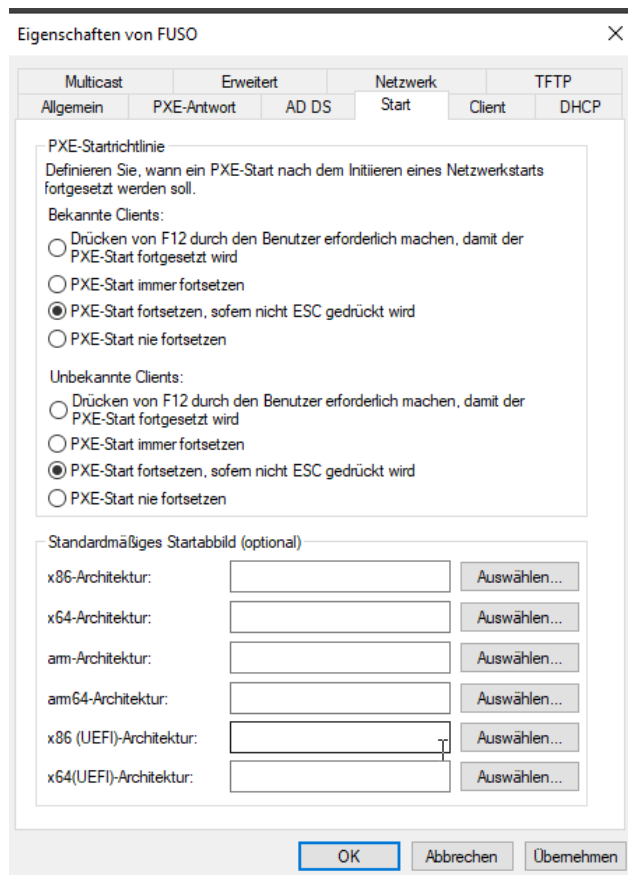 Eigenschaften von FUSO
Multicast Erweitert Netzwerk TFTP
Allgemein PXE-Antwort AD DS Start Client DHCP
PXE-Startrichtlinie
Definieren Sie, wann ein PXE-Start nach dem Initiieren eines Netzwerkstarts
fortgesetzt werden soll.
Bekannte Clients:
Drücken von F12 durch den Benutzer erforderlich machen, damit der
PXE-Start fortgesetzt wird
PXE-Start immer fortsetzen
PXE-Start fortsetzen, sofern nicht ESC gedrückt wird
PXE-Start nie fortsetzen
Unbekannte Clients:
Drücken von F12 durch den Benutzer erforderlich machen, damit der
PXE-Start fortgesetzt wird
PXE-Start immer fortsetzen
PXE-Start fortsetzen, sofern nicht ESC gedrückt wird
PXE-Start nie fortsetzen
Standardmäßiges Startabbild (optional)
x86-Architektur: Auswählen...
x64-Architektur: Auswählen...
arm-Architektur: Auswählen...
arm64-Architektur: Auswählen...
x86 (UEFI)-Architektur: Auswählen...
x64(UEFI)-Architektur: Auswählen...
OK Abbrechen Übernehmen